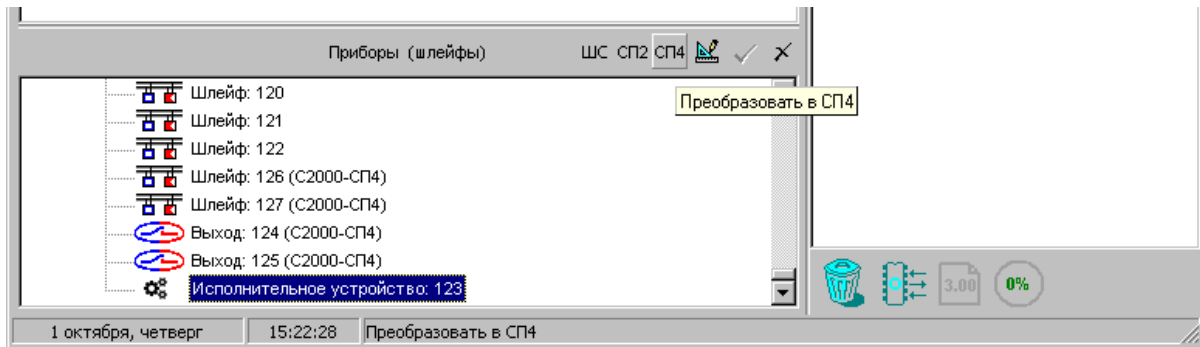 Приборы (шлейфы) ШС СП2 СП4
Шлейф: 120
Преобразовать в СП4
Шлейф: 121
Шлейф: 122
Шлейф: 126 (С2000-СП4)
Шлейф: 127 (С2000-СП4)
Выход: 124 (С2000-СП4)
Выход: 125 (С2000-СП4)
Исполнительное устройство: 123
3.00 0%
1 октября, четверг 15:22:28 Преобразовать в СП4